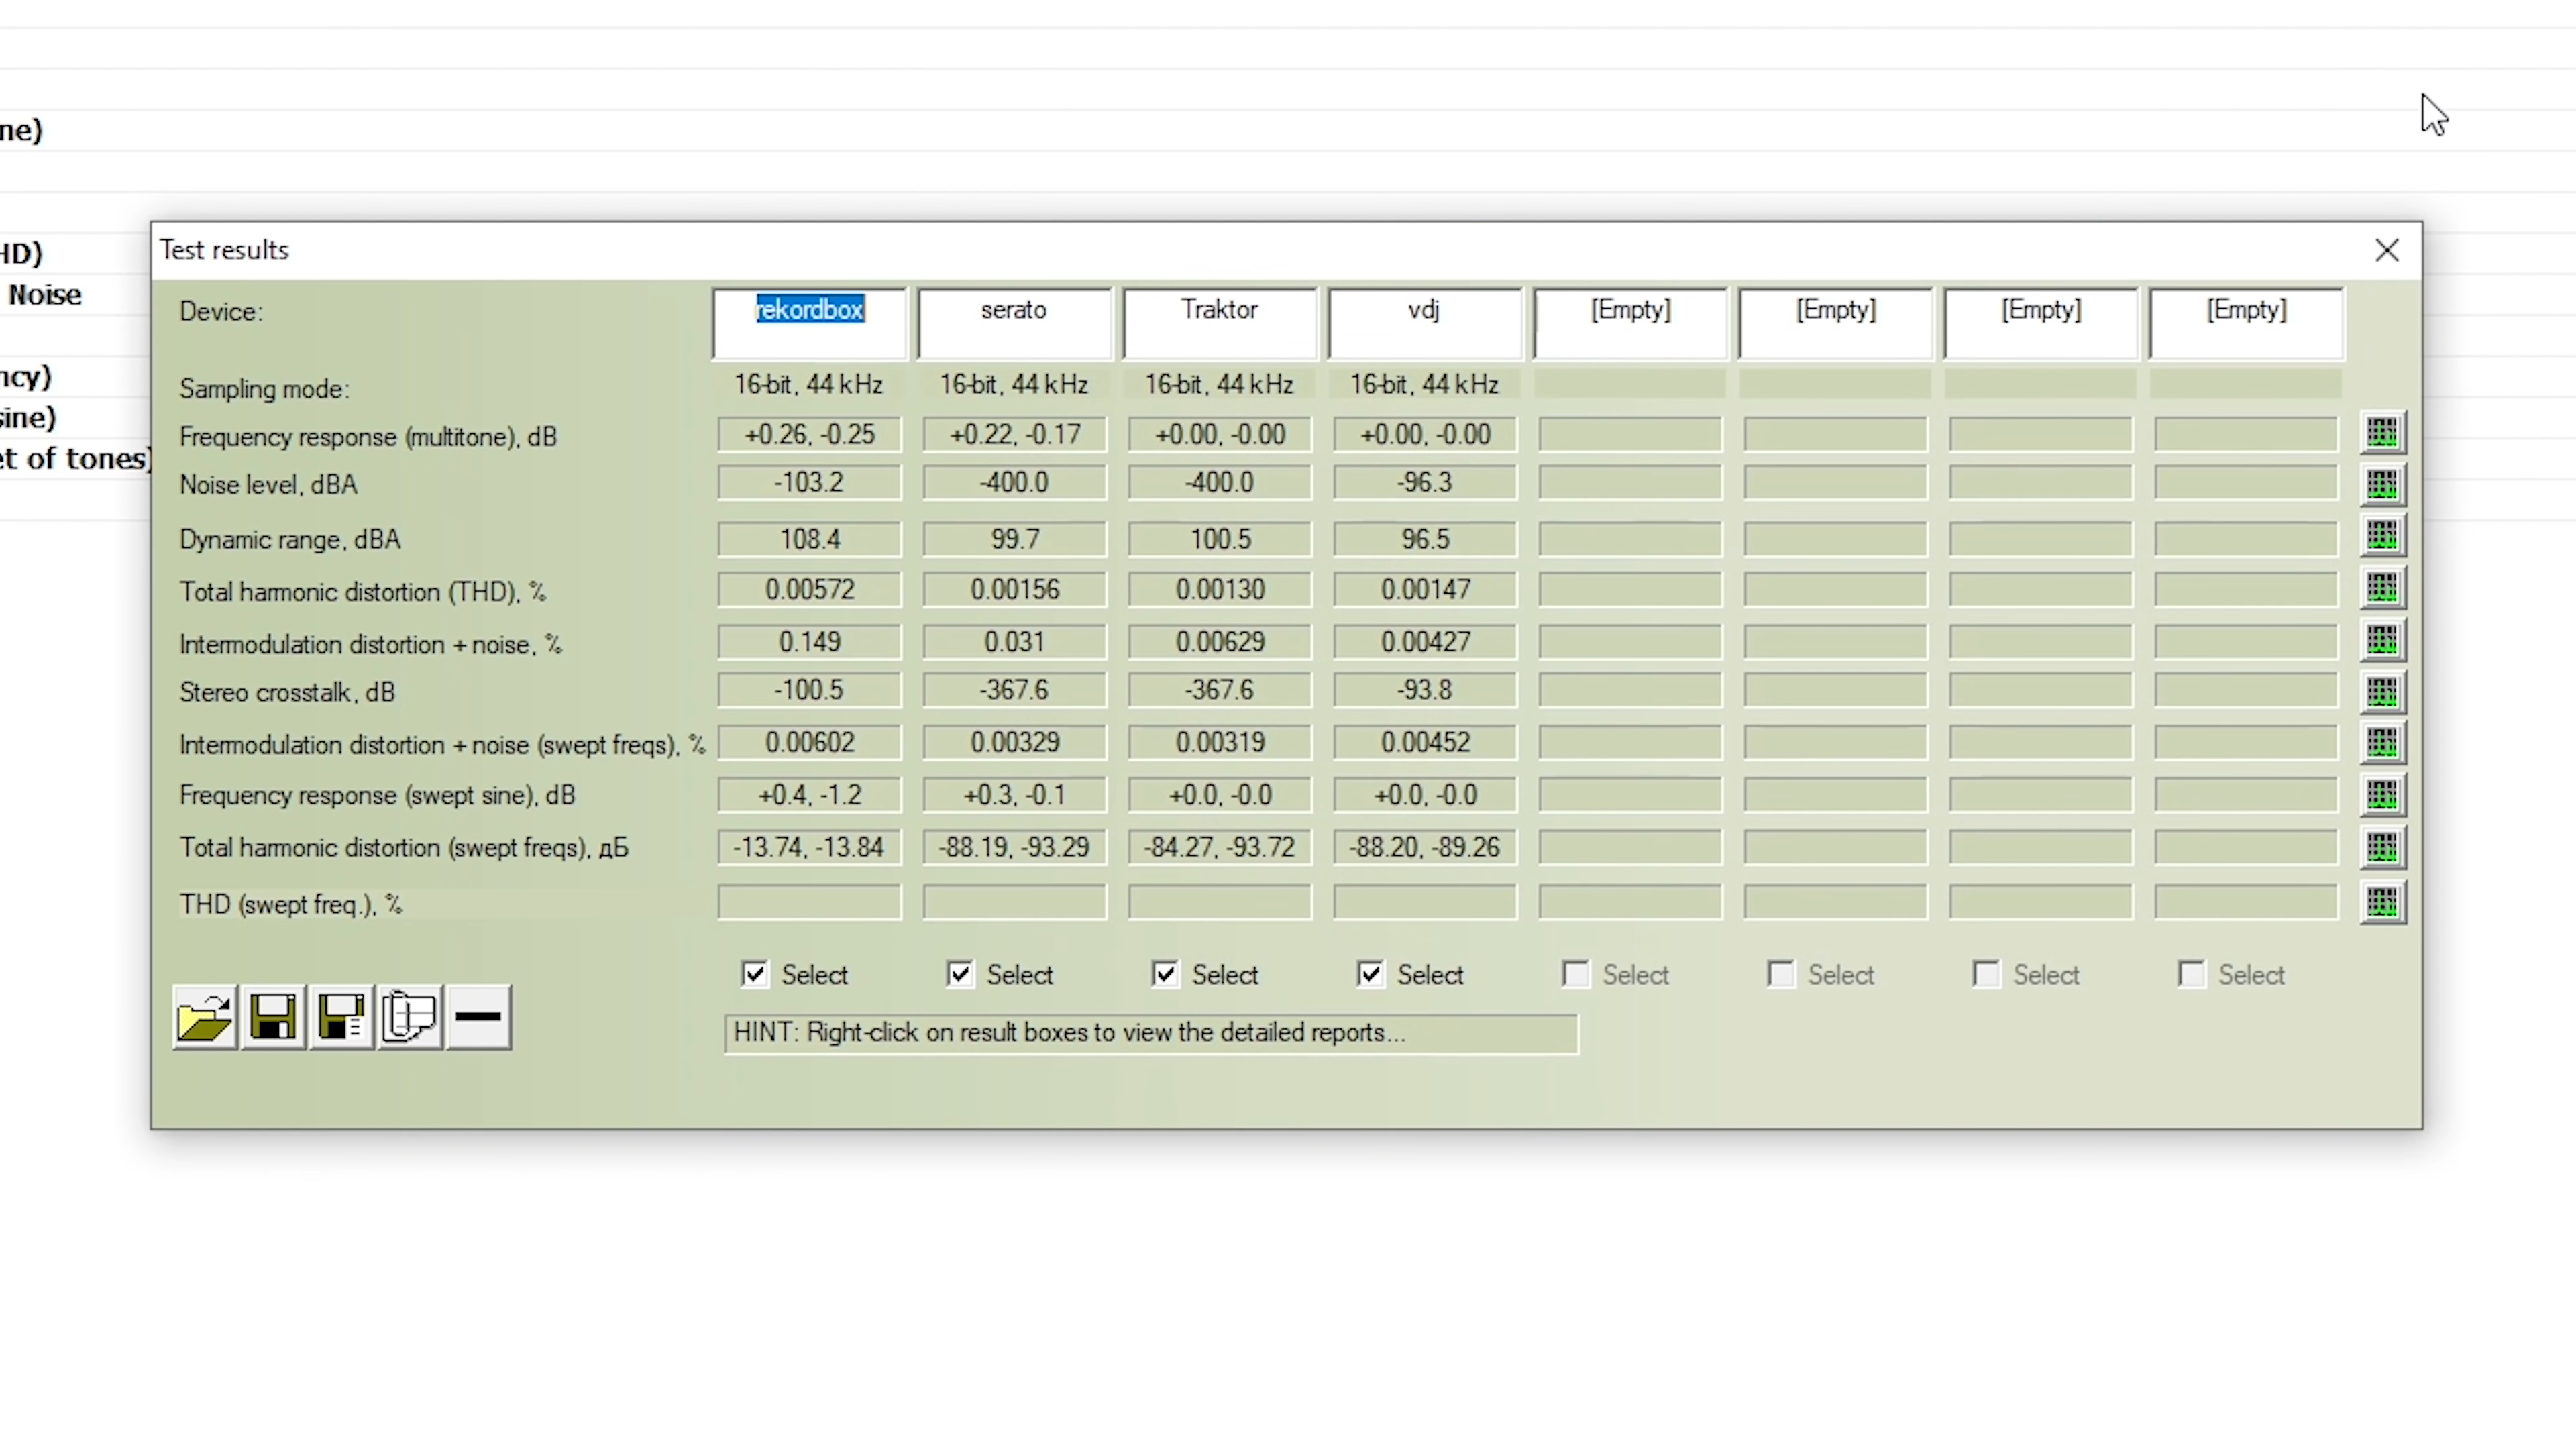 ne)
HD)
Noise
ncy)
sine)
et of tones)
Test results
Device: rekordbox serato Traktor vdj [Empty] [Empty] [Empty] [Empty]
Sampling mode: 16-bit, 44 kHz 16-bit, 44 kHz 16-bit, 44 kHz 16-bit, 44 kHz
Frequency response (multitone), dB +0.26, -0.25 +0.22, -0.17 +0.00, -0.00 +0.00, -0.00
Noise level, dBA -103.2 -400.0 -400.0 -96.3
Dynamic range, dBA 108.4 99.7 100.5 96.5
Total harmonic distortion (THD), % 0.00572 0.00156 0.00130 0.00147
Intermodulation distortion + noise, % 0.149 0.031 0.00629 0.00427
Stereo crosstalk, dB -100.5 -367.6 -367.6 -93.8
Intermodulation distortion + noise (swept freqs), % 0.00602 0.00329 0.00319 0.00452
Frequency response (swept sine), dB +0.4, -1.2 +0.3, -0.1 +0.0, -0.0 +0.0, -0.0
Total harmonic distortion (swept freqs), дБ -13.74, -13.84 -88.19, -93.29 -84.27, -93.72 -88.20, -89.26
THD (swept freq.), %
Select Select Select Select Select Select Select Select
HINT: Right-click on result boxes to view the detailed reports...